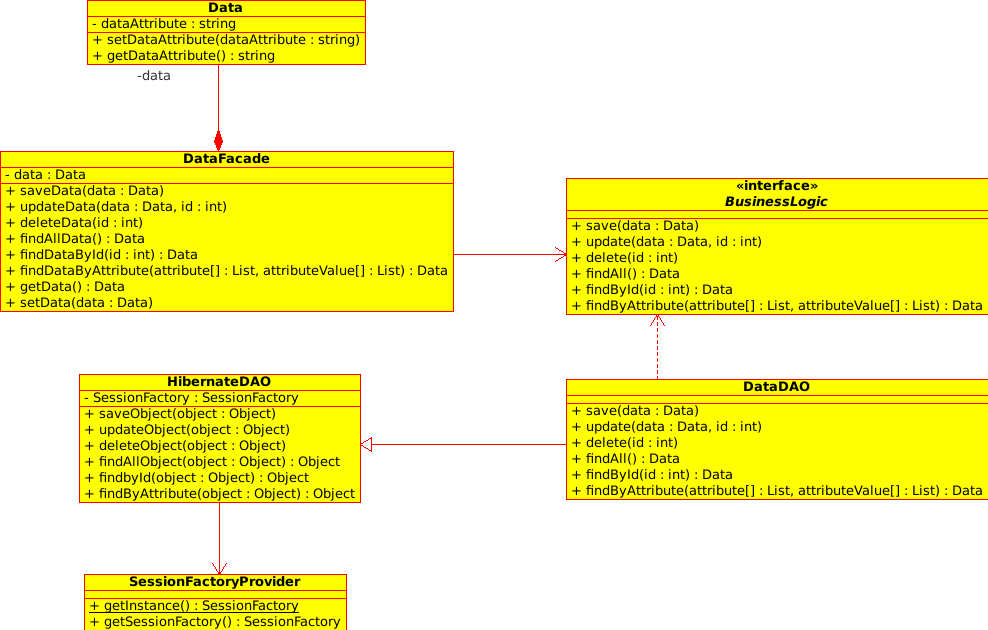 Data
- dataAttribute : string
+ setDataAttribute(dataAttribute : string)
+ getDataAttribute() : string
-data
DataFacade
- data : Data
+ saveData(data : Data)
+ updateData(data : Data, id : int)
+ deleteData(id : int)
+ findAllData() : Data
+ findDataById(id : int) : Data
+ findDataByAttribute(attribute[] : List, attributeValue[] : List) : Data
+ getData() : Data
+ setData(data : Data)
«interface»
BusinessLogic
+ save(data : Data)
+ update(data : Data, id : int)
+ delete(id : int)
+ findAll() : Data
+ findById(id : int) : Data
+ findByAttribute(attribute[] : List, attributeValue[] : List) : Data
HibernateDAO
- SessionFactory : SessionFactory
+ saveObject(object : Object)
+ updateObject(object : Object)
+ deleteObject(object : Object)
+ findAllObject(object : Object) : Object
+ findbyId(object : Object) : Object
+ findByAttribute(object : Object) : Object
DataDAO
+ save(data : Data)
+ update(data : Data, id : int)
+ delete(id : int)
+ findAll() : Data
+ findById(id : int) : Data
+ findByAttribute(attribute[] : List, attributeValue[] : List) : Data
SessionFactoryProvider
+ getInstance() : SessionFactory
+ getSessionFactory() : SessionFactory